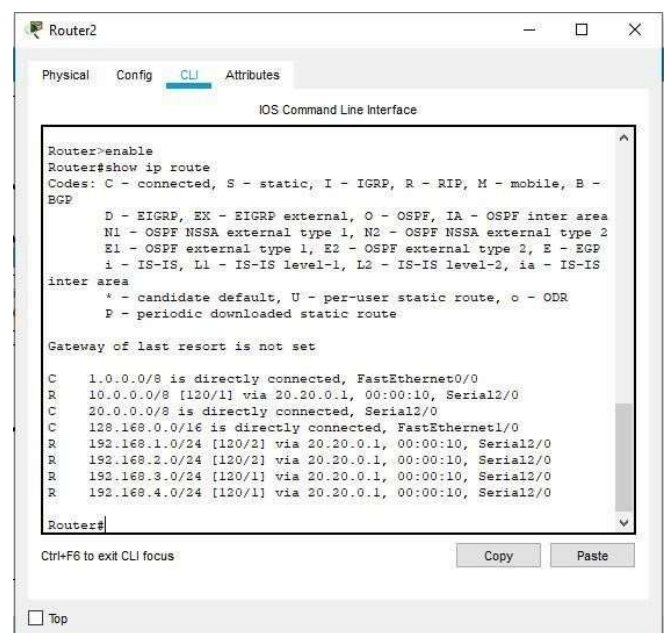 Router2
Physical Config CLI Attributes
IOS Command Line Interface
Router>enable
Router#show ip route
Codes: C - connected, S - static, I - IGRP, R - RIP, M - mobile, B -
BGP
D - EIGRP, EX - EIGRP external, O - OSPF, IA - OSPF inter area
N1 - OSPF NSSA external type 1, N2 - OSPF NSSA external type 2
E1 - OSPF external type 1, E2 - OSPF external type 2, E - EGP
i - IS-IS, L1 - IS-IS level-1, L2 - IS-IS level-2, ia - IS-IS
inter area
* - candidate default, U - per-user static route, o - ODR
P - periodic downloaded static route
Gateway of last resort is not set
C 1.0.0.0/8 is directly connected, FastEthernet0/0
R 10.0.0.0/8 [120/1] via 20.20.0.1, 00:00:10, Serial2/0
C 20.0.0.0/8 is directly connected, Serial2/0
C 128.168.0.0/16 is directly connected, FastEthernet1/0
R 192.168.1.0/24 [120/2] via 20.20.0.1, 00:00:10, Serial2/0
R 192.168.2.0/24 [120/2] via 20.20.0.1, 00:00:10, Serial2/0
R 192.168.3.0/24 [120/1] via 20.20.0.1, 00:00:10, Serial2/0
R 192.168.4.0/24 [120/1] via 20.20.0.1, 00:00:10, Serial2/0
Router#
Ctrl+F6 to exit CLI focus Copy Paste
Top